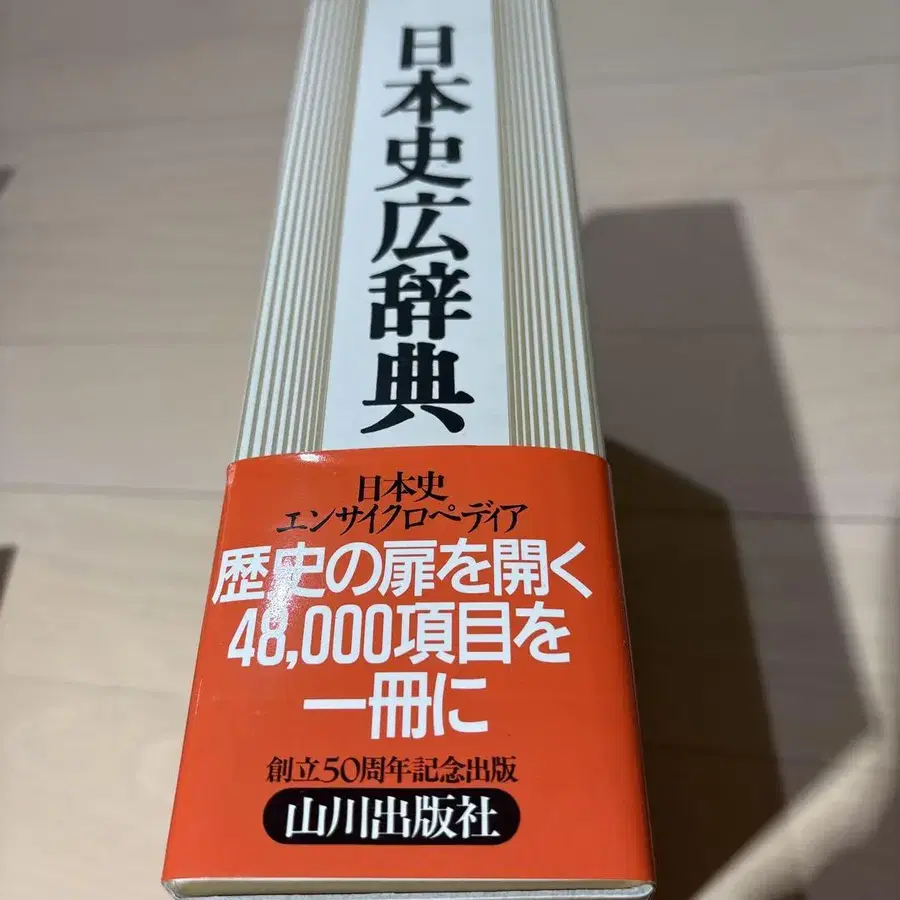 日本史広辞典
日本史
エンサイクロペディア
歴史の扉を開く
48,000項目を
一冊に
創立50周年記念出版
山川出版社